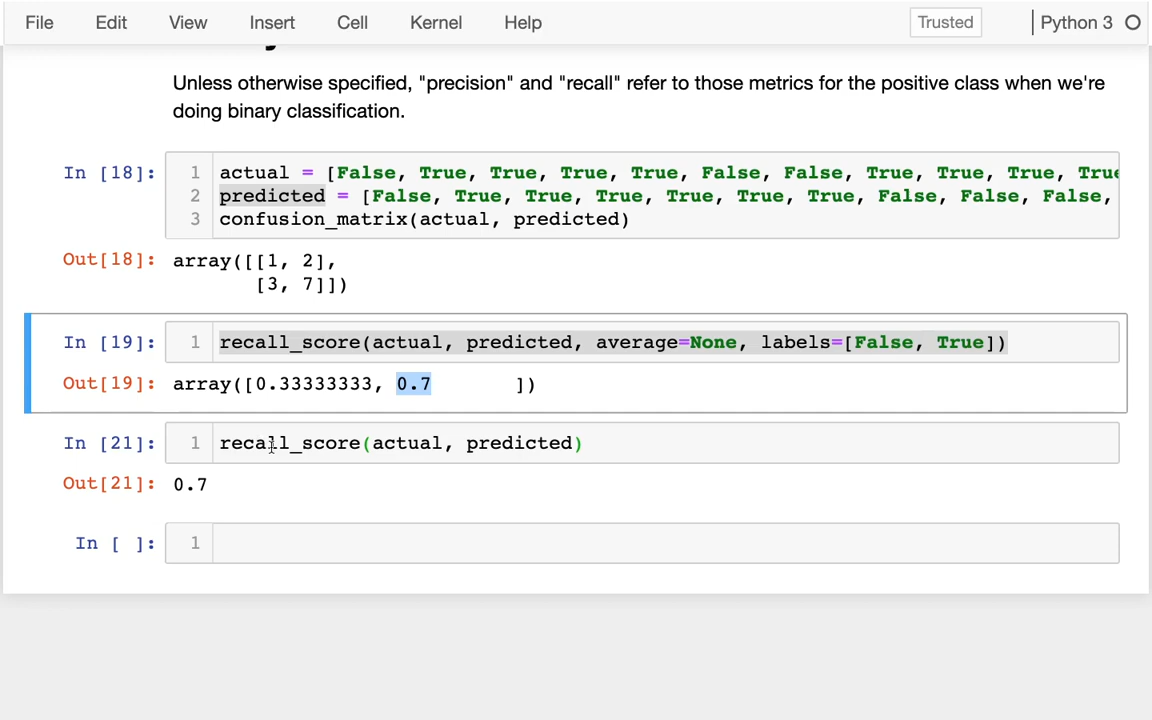 File Edit View Insert Cell Kernel Help Trusted Python 3
Unless otherwise specified, "precision" and "recall" refer to those metrics for the positive class when we're
doing binary classification.
In [18]: 1 actual = [False, True, True, True, True, False, False, True, True, True, True
2 predicted = [False, True, True, True, True, True, True, False, False, False,
3 confusion_matrix(actual, predicted)
Out[18]: array([[1, 2],
[3, 7]])
In [19]: 1 recall_score(actual, predicted, average=None, labels=[False, True])
Out[19]: array([0.33333333, 0.7 ])
In [21]: 1 recall_score(actual, predicted)
Out[21]: 0.7
In [ ]: 1